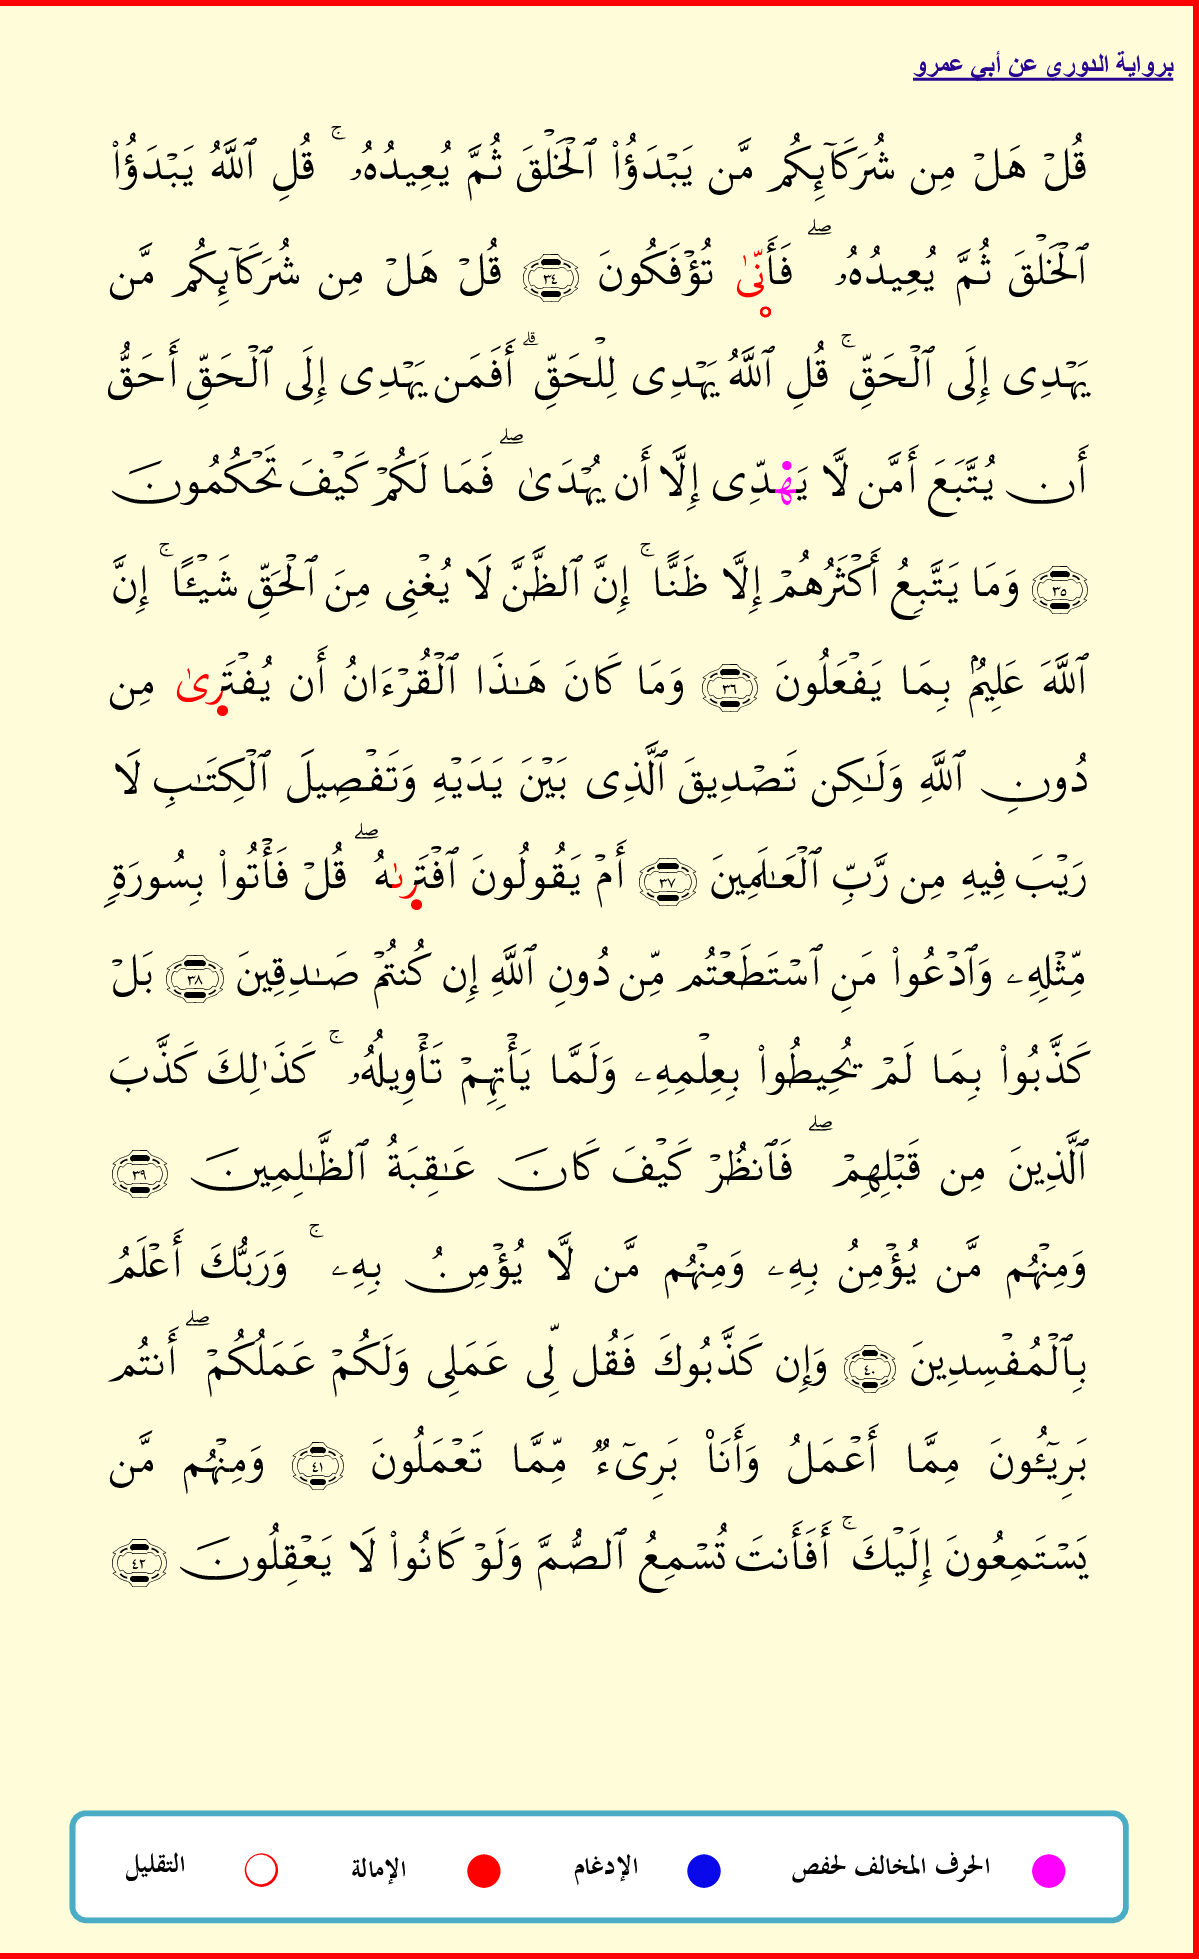 برواية الدوري عن أبي عمرو
قُلْ هَلْ مِن شُرَكَآئِكُم مَّن يَبْدَؤُاْ ٱلْخَلْقَ ثُمَّ يُعِيدُهُۥ ۚ قُلِ ٱللَّهُ يَبْدَؤُاْ
ٱلْخَلْقَ ثُمَّ يُعِيدُهُۥ ۖ فَأَنّىٰ تُؤْفَكُونَ ٣٤ قُلْ هَلْ مِن شُرَكَآئِكُم مَّن
يَهْدِى إِلَى ٱلْحَقِّ ۚ قُلِ ٱللَّهُ يَهْدِى لِلْحَقِّ ۗ أَفَمَن يَهْدِى إِلَى ٱلْحَقِّ أَحَقُّ
أَن يُتَّبَعَ أَمَّن لَّا يَهَ۬دِّى إِلَّا أَن يُهْدَىٰ ۖ فَمَا لَكُمْ كَيْفَ تَحْكُمُونَ
٣٥ وَمَا يَتَّبِعُ أَكْثَرُهُمْ إِلَّا ظَنًّا ۚ إِنَّ ٱلظَّنَّ لَا يُغْنِى مِنَ ٱلْحَقِّ شَيْـًٔا ۚ إِنَّ
ٱللَّهَ عَلِيمٌۢ بِمَا يَفْعَلُونَ ٣٦ وَمَا كَانَ هَـٰذَا ٱلْقُرْءَانُ أَن يُفْتَرىٰ مِن
دُونِ ٱللَّهِ وَلَـٰكِن تَصْدِيقَ ٱلَّذِى بَيْنَ يَدَيْهِ وَتَفْصِيلَ ٱلْكِتَـٰبِ لَا
رَيْبَ فِيهِ مِن رَّبِّ ٱلْعَـٰلَمِينَ ٣٧ أَمْ يَقُولُونَ ٱفْتَرىٰهُ ۖ قُلْ فَأْتُواْ بِسُورَةٍ
مِّثْلِهِۦ وَٱدْعُواْ مَنِ ٱسْتَطَعْتُم مِّن دُونِ ٱللَّهِ إِن كُنتُمْ صَـٰدِقِينَ ٣٨ بَلْ
كَذَّبُواْ بِمَا لَمْ يُحِيطُواْ بِعِلْمِهِۦ وَلَمَّا يَأْتِهِمْ تَأْوِيلُهُۥ ۚ كَذَٰلِكَ كَذَّبَ
ٱلَّذِينَ مِن قَبْلِهِمْ ۖ فَٱنظُرْ كَيْفَ كَانَ عَـٰقِبَةُ ٱلظَّـٰلِمِينَ ٣٩
وَمِنْهُم مَّن يُؤْمِنُ بِهِۦ وَمِنْهُم مَّن لَّا يُؤْمِنُ بِهِۦ ۚ وَرَبُّكَ أَعْلَمُ
بِٱلْمُفْسِدِينَ ٤٠ وَإِن كَذَّبُوكَ فَقُل لِّى عَمَلِى وَلَكُمْ عَمَلُكُمْ ۖ أَنتُم
بَرِيٓـُٔونَ مِمَّا أَعْمَلُ وَأَنَا۠ بَرِىٓءٌ مِّمَّا تَعْمَلُونَ ٤١ وَمِنْهُم مَّن
يَسْتَمِعُونَ إِلَيْكَ ۚ أَفَأَنتَ تُسْمِعُ ٱلصُّمَّ وَلَوْ كَانُواْ لَا يَعْقِلُونَ ٤٢
الحرف المخالف لحفص الإدغام الإمالة التقليل